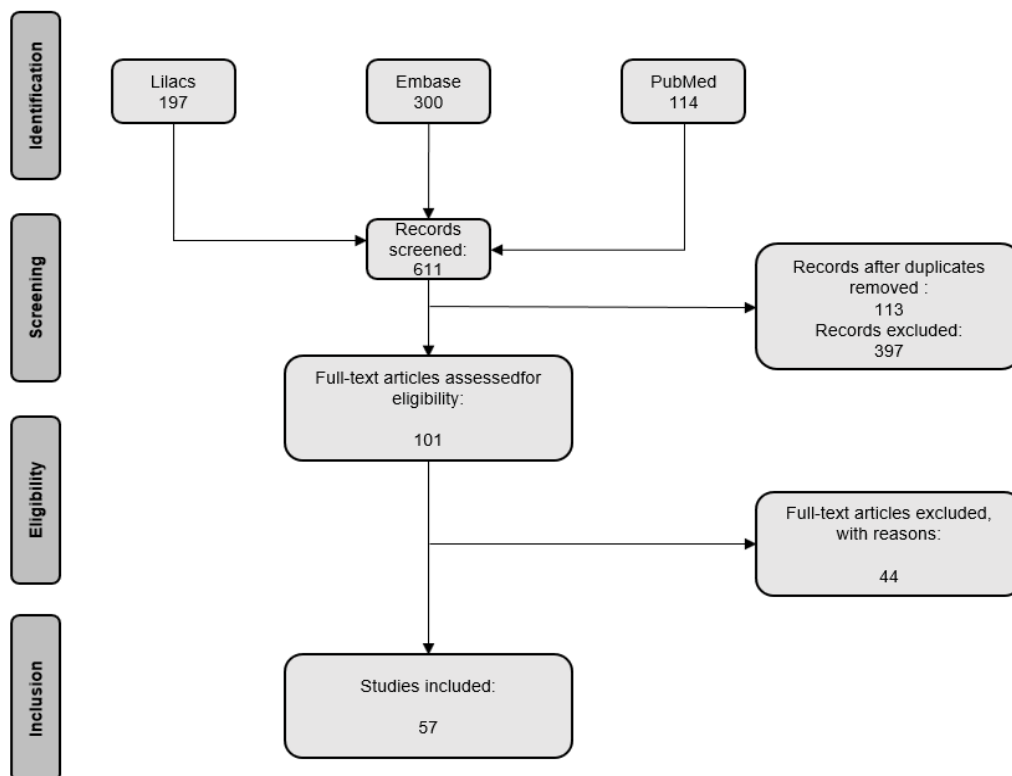 Identification
Lilacs
197
Embase
300
PubMed
114
Screening
Records
screened:
611
Records after duplicates
removed :
113
Records excluded:
397
Full-text articles assessedfor
eligibility:
101
Eligibility
Full-text articles excluded,
with reasons:
44
Inclusion
Studies included:
57